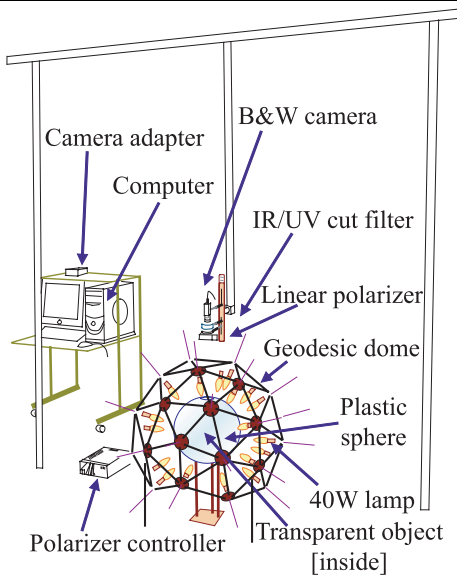 B&W camera
Camera adapter
Computer
IR/UV cut filter
Linear polarizer
Geodesic dome
Plastic
sphere
40W lamp
Transparent object
[inside]
Polarizer controller